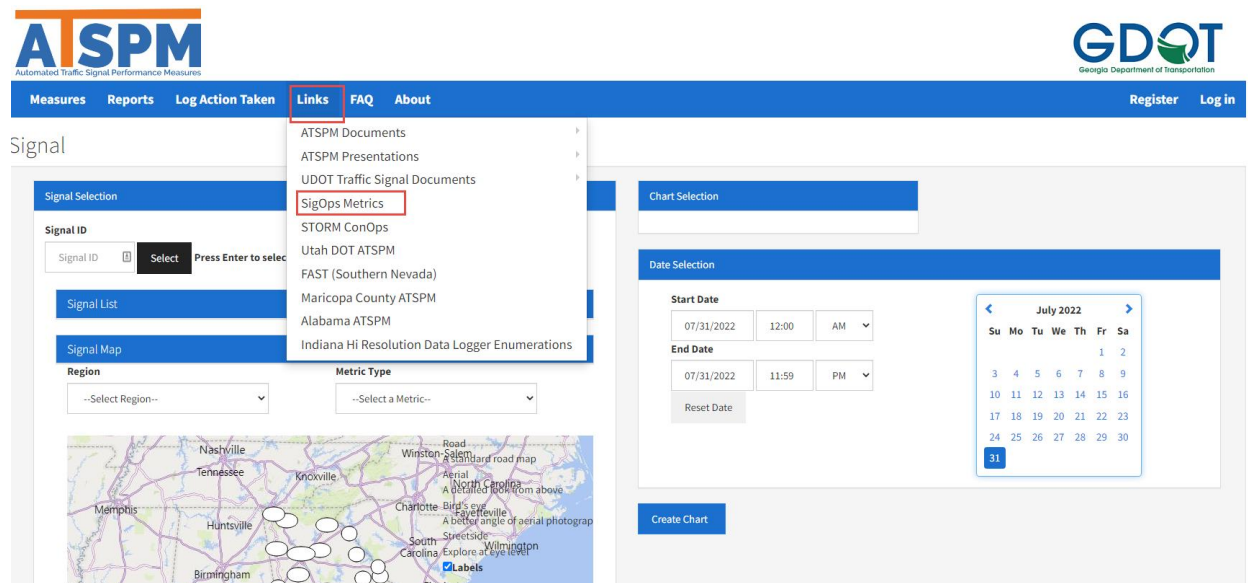 ATSPM
Automated Traffic Signal Performance Measures
GDOT
Georgia Department of Transportation
Measures Reports Log Action Taken Links FAQ About Register Log in
Signal
ATSPM Documents
ATSPM Presentations
UDOT Traffic Signal Documents
SigOps Metrics
STORM ConOps
Utah DOT ATSPM
FAST (Southern Nevada)
Maricopa County ATSPM
Alabama ATSPM
Indiana Hi Resolution Data Logger Enumerations
Signal Selection
Signal ID
Signal ID Select Press Enter to selec
Signal List
Signal Map
Region Metric Type
--Select Region-- --Select a Metric--
Nashville
Tennessee
Knoxville
Memphis
Huntsville
Birmingham
Winston-Salem
North Carolina
Charlotte
Fayetteville
South
Carolina
Wilmington
Road
A standard road map
Aerial
A detailed look from above
Bird's eye
A better angle of aerial photograp
Streetside
Explore at eye level
Labels
Chart Selection
Date Selection
Start Date
07/31/2022 12:00 AM
End Date
07/31/2022 11:59 PM
Reset Date
July 2022
Su Mo Tu We Th Fr Sa
1 2
3 4 5 6 7 8 9
10 11 12 13 14 15 16
17 18 19 20 21 22 23
24 25 26 27 28 29 30
31
Create Chart